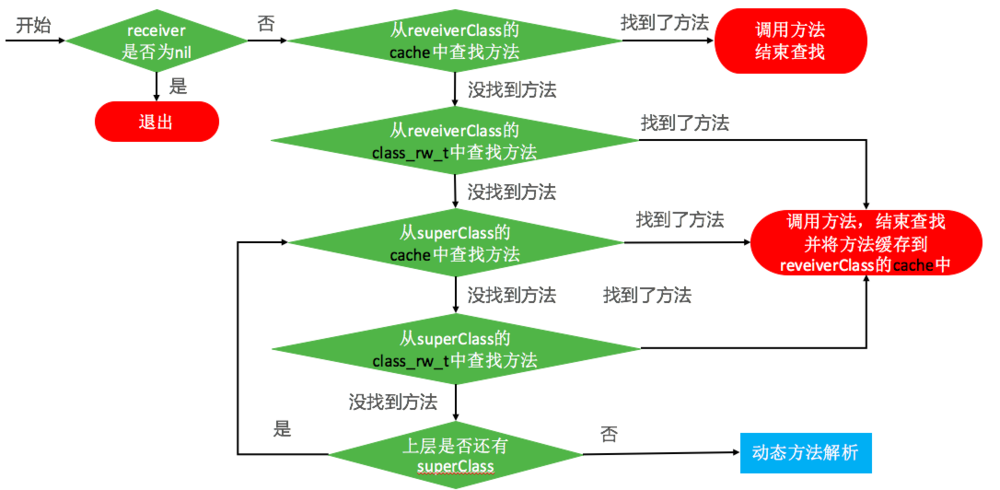 开始
receiver
是否为nil
否
从reveiverClass的
cache中查找方法
找到了方法
调用方法
结束查找
是
退出
没找到方法
从reveiverClass的
class_rw_t中查找方法
找到了方法
没找到方法
从superClass的
cache中查找方法
找到了方法
调用方法，结束查找
并将方法缓存到
reveiverClass的cache中
没找到方法
找到了方法
从superClass的
class_rw_t中查找方法
没找到方法
是
上层是否还有
superClass
否
动态方法解析